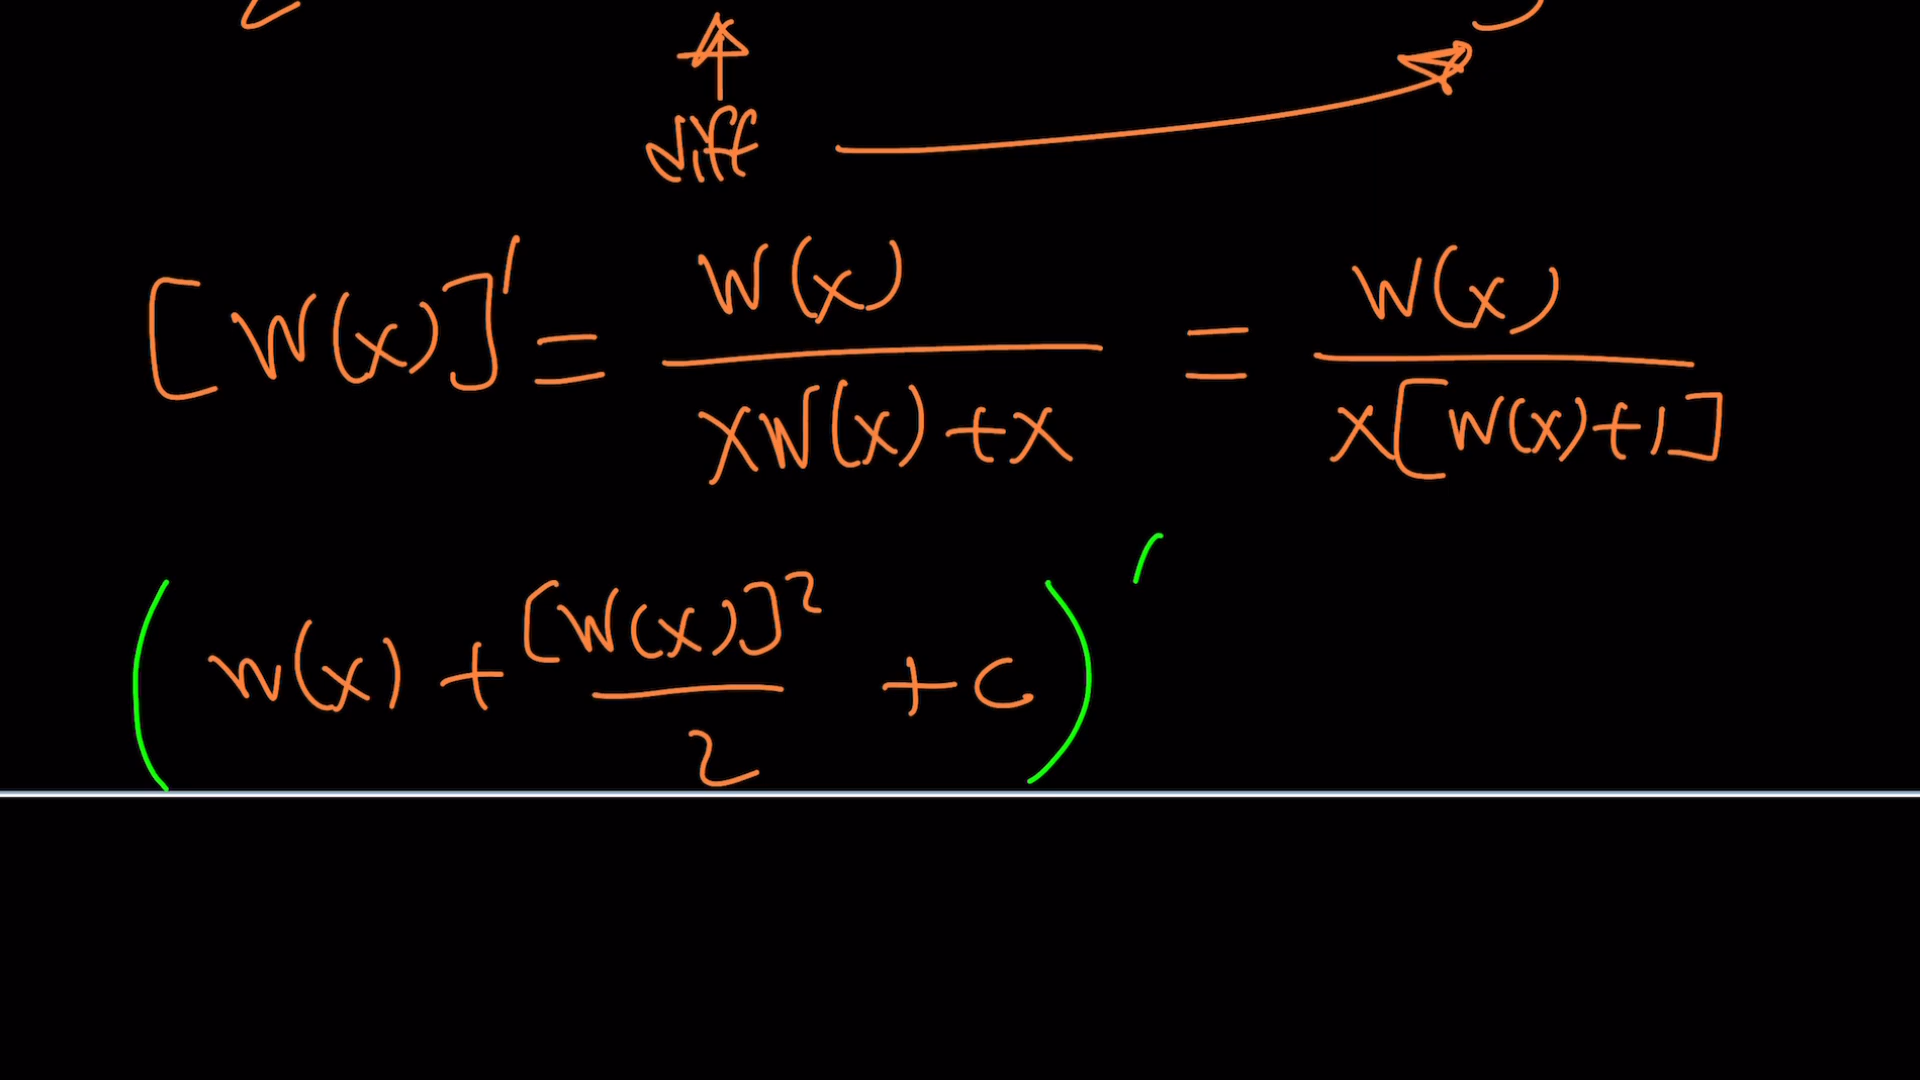 diff
[W(x)]' = W(x) / xW(x)+x = W(x) / x[W(x)+1]
(W(x) + [W(x)]² / 2 + c)'